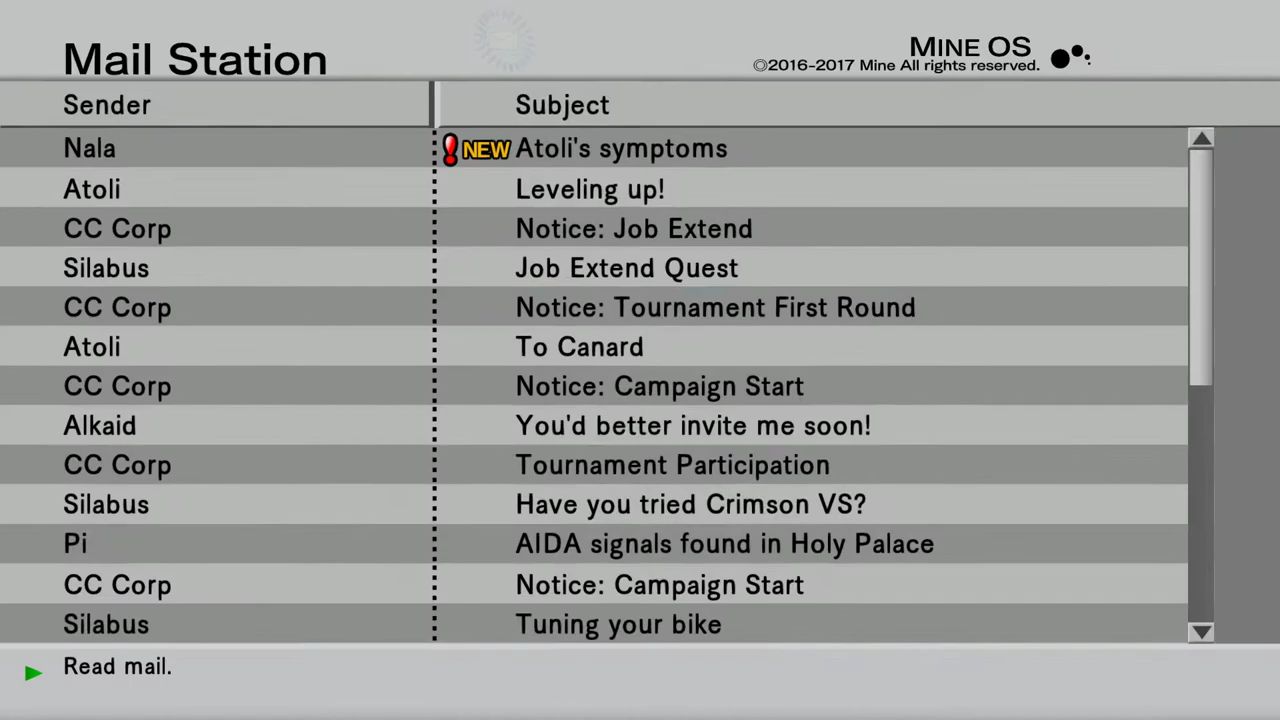 Mail Station
MINE OS
©2016-2017 Mine All rights reserved.
Sender Subject
Nala NEW Atoli's symptoms
Atoli Leveling up!
CC Corp Notice: Job Extend
Silabus Job Extend Quest
CC Corp Notice: Tournament First Round
Atoli To Canard
CC Corp Notice: Campaign Start
Alkaid You'd better invite me soon!
CC Corp Tournament Participation
Silabus Have you tried Crimson VS?
Pi AIDA signals found in Holy Palace
CC Corp Notice: Campaign Start
Silabus Tuning your bike
Read mail.